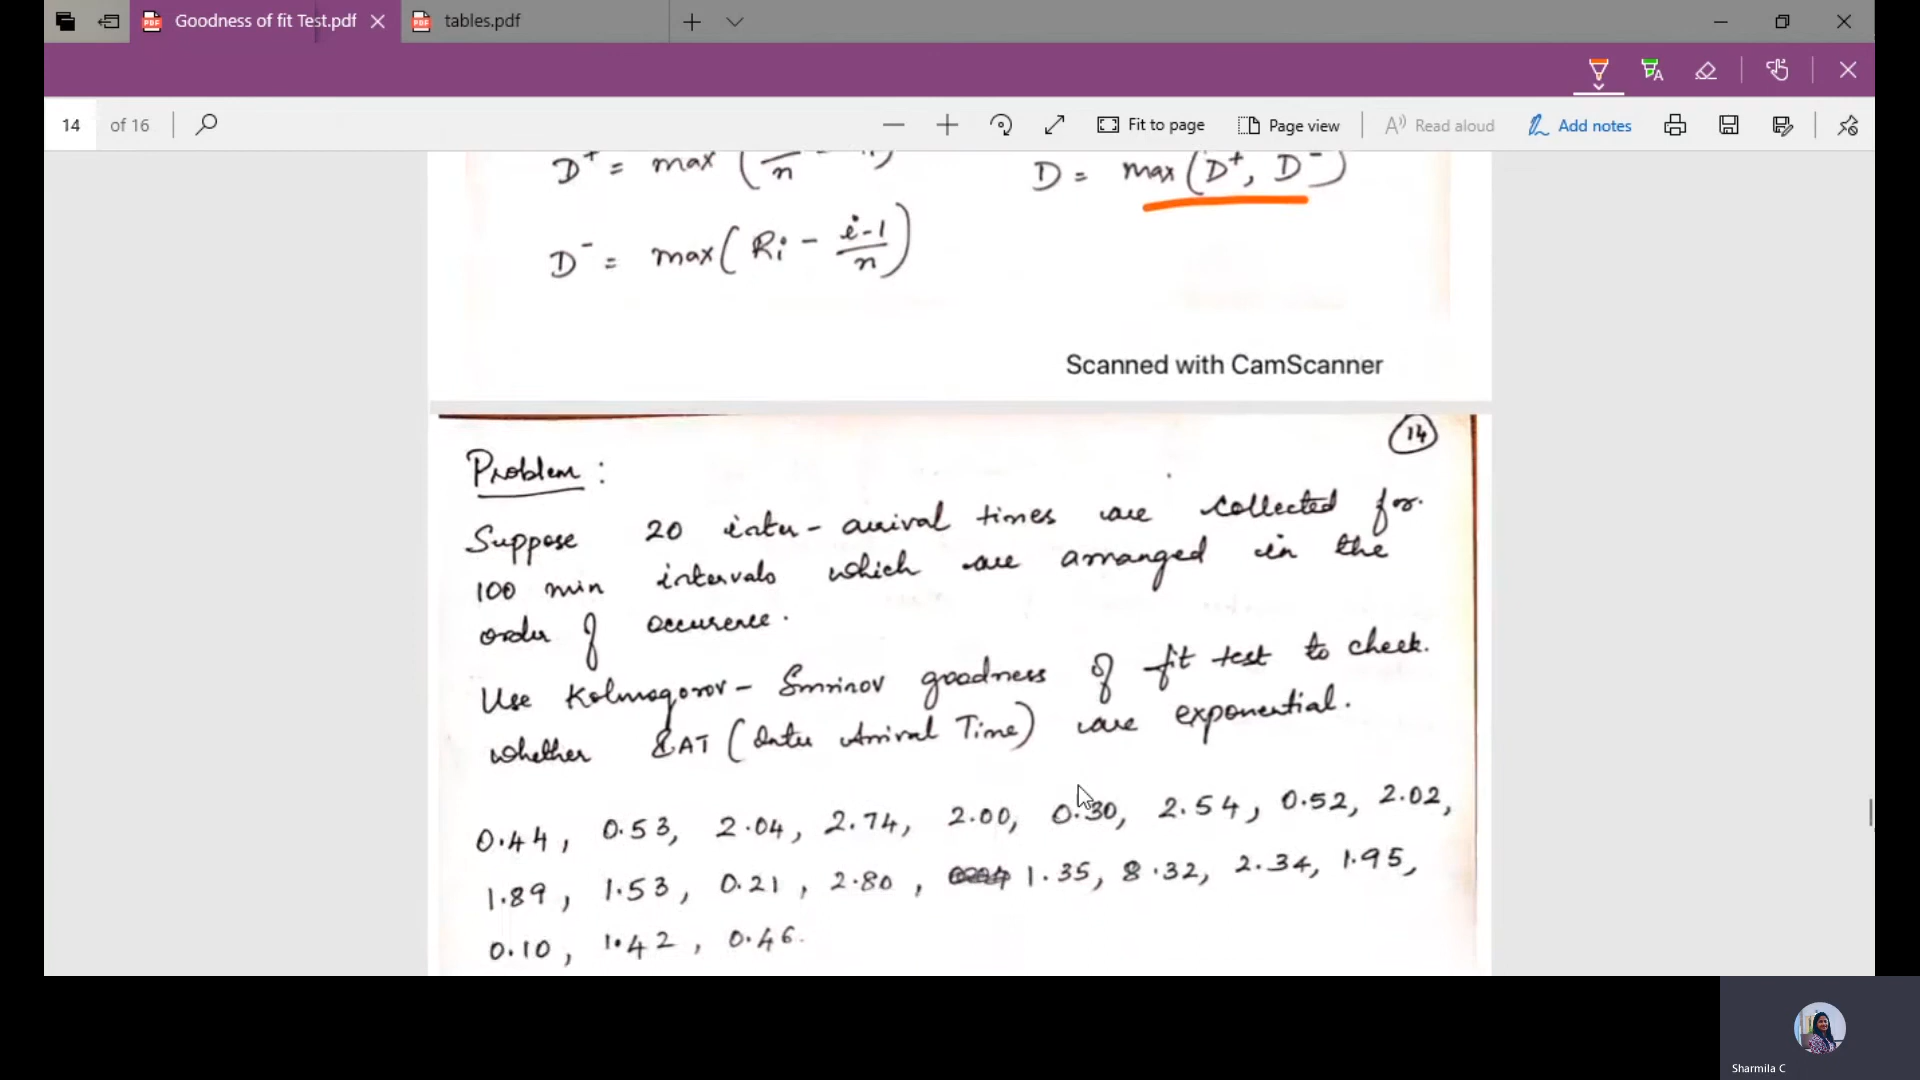 Goodness of fit Test.pdf
tables.pdf
14 of 16
Fit to page
Page view
Read aloud
Add notes
D⁺ = max (
n
D = max (D⁺, D⁻)
D⁻ = max( Ri - i-1/n )
Scanned with CamScanner
14
Problem :
Suppose 20 inter-arrival times are collected for.
100 min intervals which are arranged in the
order of occurence.
Use Kolmogorov - Smrinov goodness of fit test to check.
whether IAT (Inter Arrival Time) are exponential.
0.44, 0.53, 2.04, 2.74, 2.00, 0.30, 2.54, 0.52, 2.02,
1.89, 1.53, 0.21, 2.80, 1.35, 8.32, 2.34, 1.95,
0.10, 1.42, 0.46.
Sharmila C